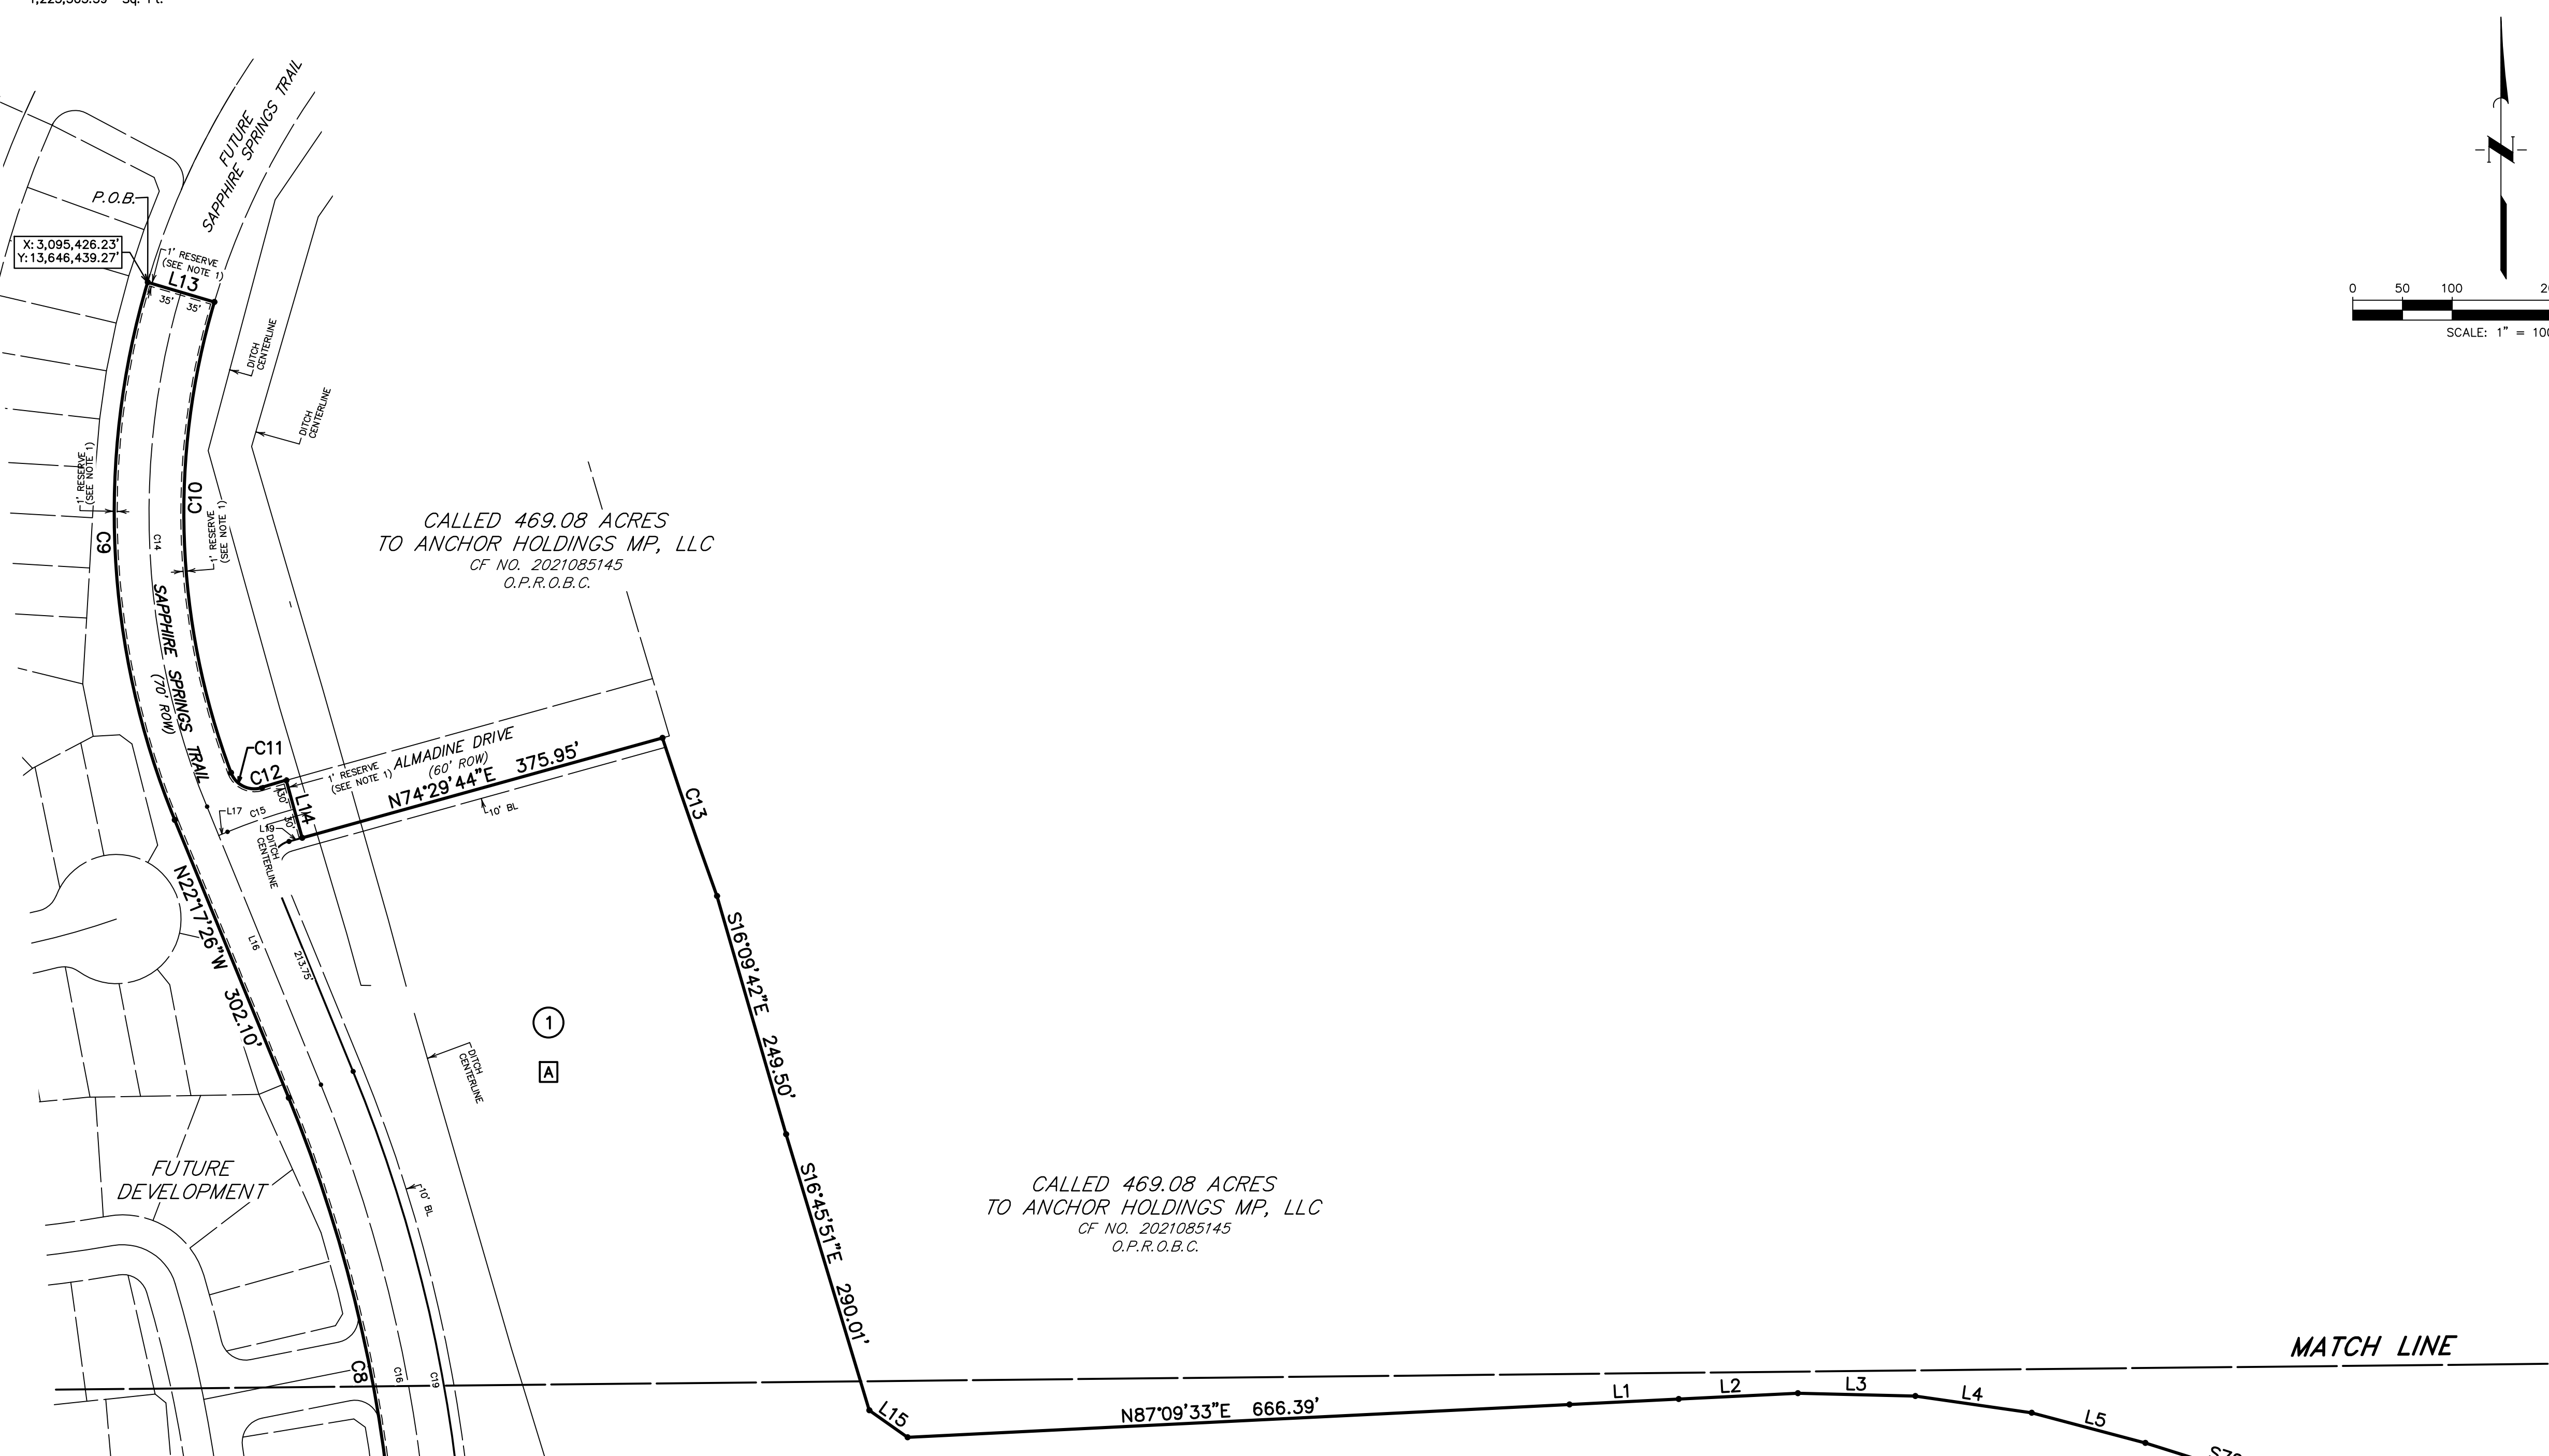 FUTURE
SAPPHIRE SPRINGS TRAIL
P.O.B.
X: 3,095,426.23'
Y: 13,646,439.27'
1' RESERVE
(SEE NOTE 1)
L13
35'
35'
0 50 100
SCALE: 1" = 100
DITCH
CENTERLINE
DITCH
CENTERLINE
1' RESERVE
(SEE NOTE 1)
C10
C9
C14
1' RESERVE
(SEE NOTE 1)
CALLED 469.08 ACRES
TO ANCHOR HOLDINGS MP, LLC
CF NO. 2021085145
O.P.R.O.B.C.
SAPPHIRE SPRINGS TRAIL
(70' ROW)
C11
C12
1' RESERVE
(SEE NOTE 1)
ALMADINE DRIVE
(60' ROW)
N74°29'44"E 375.95'
10' BL
L14
30'
30'
L17
C15
L19
DITCH
CENTERLINE
C13
N22°17'26"W 302.10'
L16
213.75'
S16°09'42"E 249.50'
1
A
DITCH
CENTERLINE
FUTURE
DEVELOPMENT
10' BL
S16°45'51"E 290.01'
CALLED 469.08 ACRES
TO ANCHOR HOLDINGS MP, LLC
CF NO. 2021085145
O.P.R.O.B.C.
MATCH LINE
C8
C16
C19
L15
N87°09'33"E 666.39'
L1
L2
L3
L4
L5